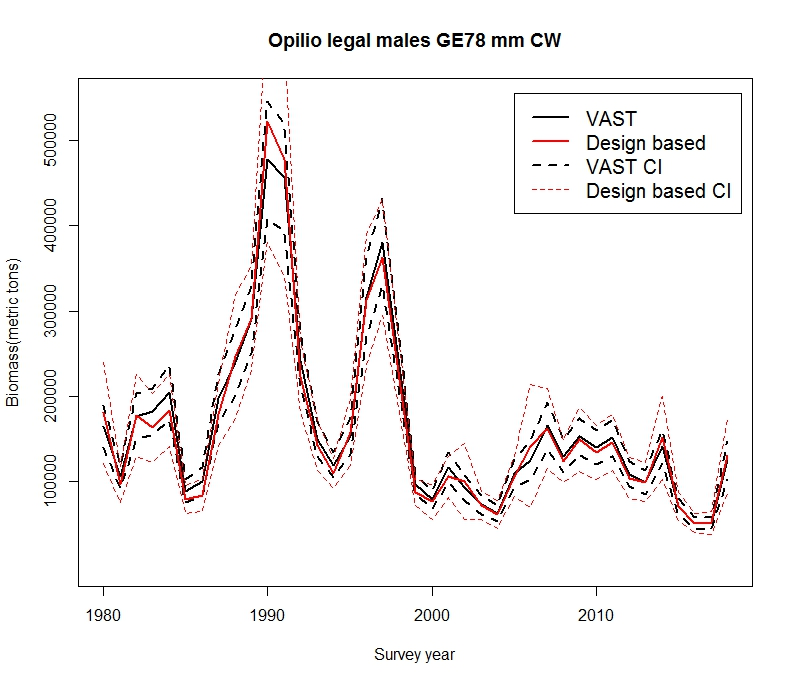 Opilio legal males GE78 mm CW
VAST
Design based
VAST CI
Design based CI
Biomass(metric tons)
500000
400000
300000
200000
100000
1980
1990
2000
2010
Survey year